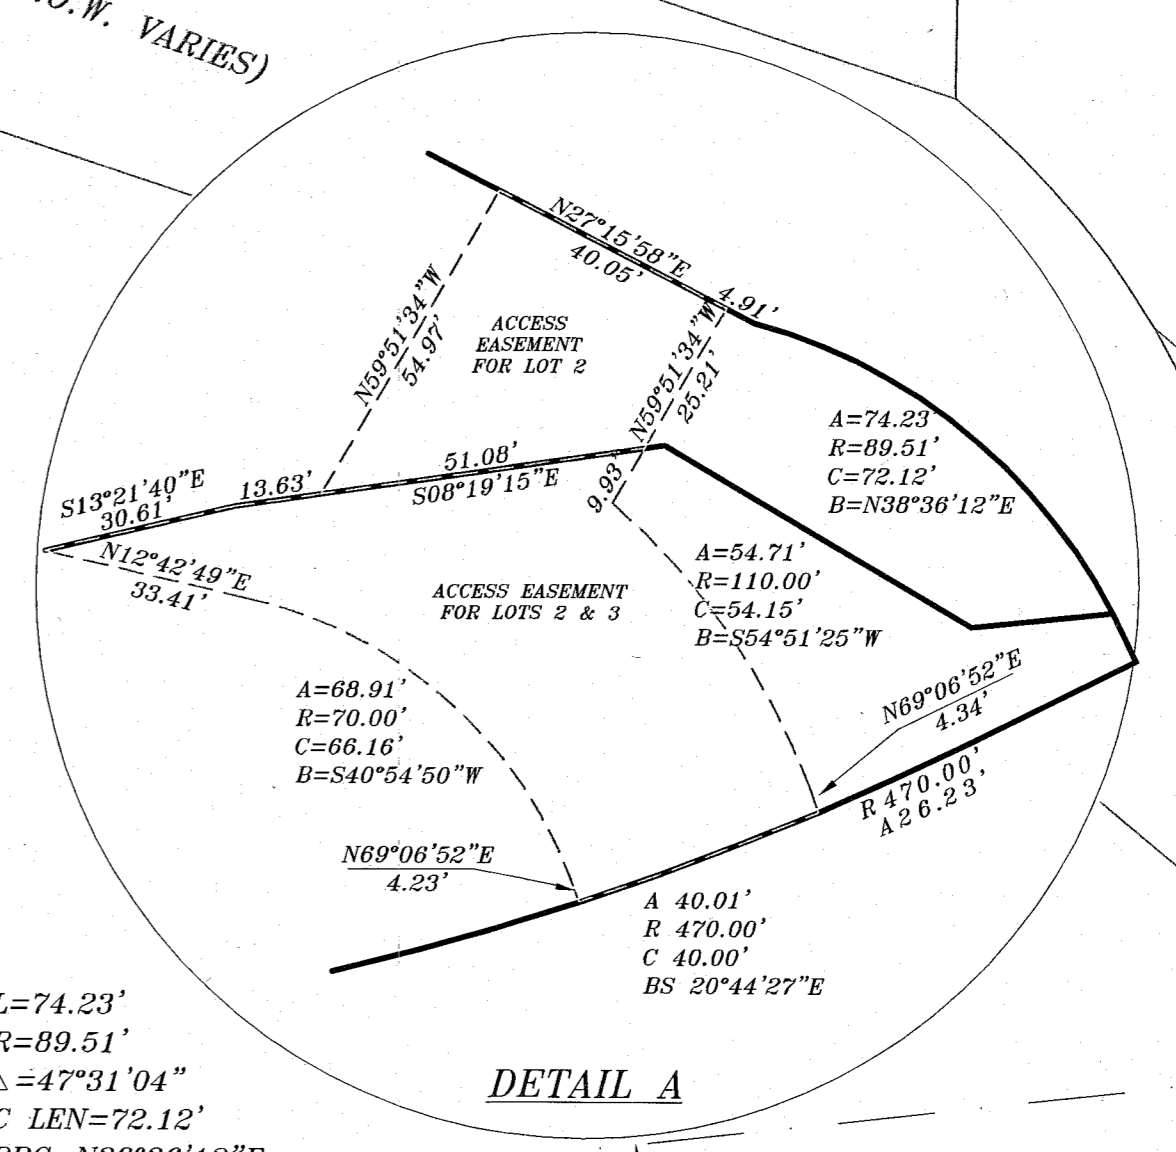 .O.W. VARIES)
N27°15'58"E
40.05'
4.91'
N59°51'34"W
54.97'
ACCESS
EASEMENT
FOR LOT 2
N59°51'34"W
25.21'
A=74.23'
R=89.51'
C=72.12'
B=N38°36'12"E
S13°21'40"E
30.61'
13.63'
51.08'
S08°19'15"E
9.93'
N12°42'49"E
33.41'
ACCESS EASEMENT
FOR LOTS 2 & 3
A=54.71'
R=110.00'
C=54.15'
B=S54°51'25"W
N69°06'52"E
4.34'
A=68.91'
R=70.00'
C=66.16'
B=S40°54'50"W
R 470.00'
A 26.23'
N69°06'52"E
4.23'
A 40.01'
R 470.00'
C 40.00'
BS 20°44'27"E
L=74.23'
R=89.51'
Δ=47°31'04"
C LEN=72.12'
DETAIL A